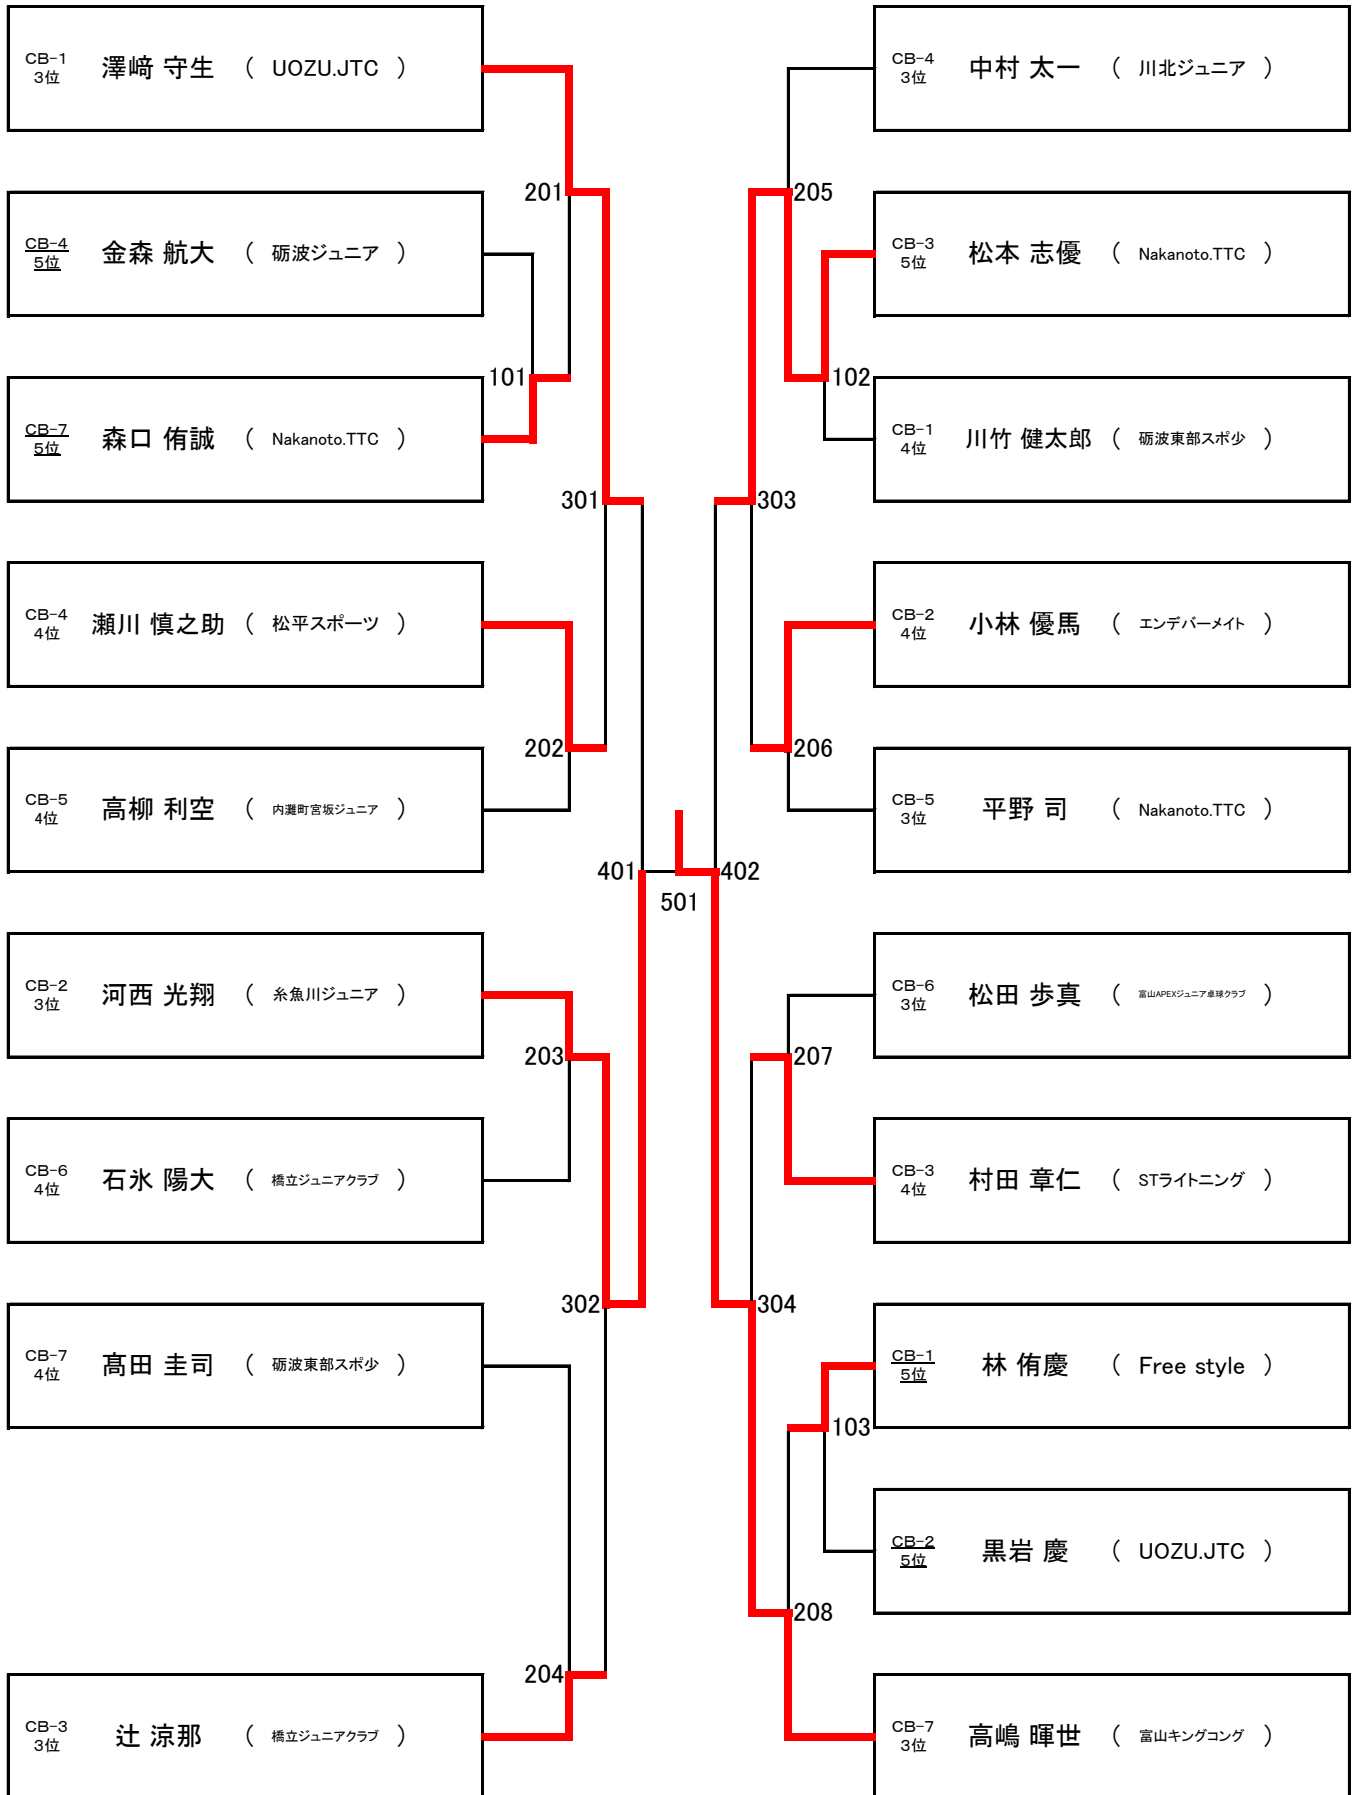 CB-1
3位
澤﨑 守生 ( UOZU.JTC )
CB-4
5位
金森 航大 ( 砺波ジュニア )
CB-7
5位
森口 侑誠 ( Nakanoto.TTC )
CB-4
4位
瀬川 慎之助 ( 松平スポーツ )
CB-5
4位
高柳 利空 ( 内灘町宮坂ジュニア )
CB-2
3位
河西 光翔 ( 糸魚川ジュニア )
CB-6
4位
石氷 陽大 ( 橋立ジュニアクラブ )
CB-7
4位
髙田 圭司 ( 砺波東部スポ少 )
CB-3
3位
辻 涼那 ( 橋立ジュニアクラブ )
201
101
301
202
401
203
302
204
501
205
102
303
206
402
207
304
103
208
CB-4
3位
中村 太一 ( 川北ジュニア )
CB-3
5位
松本 志優 ( Nakanoto.TTC )
CB-1
4位
川竹 健太郎 ( 砺波東部スポ少 )
CB-2
4位
小林 優馬 ( エンデバーメイト )
CB-5
3位
平野 司 ( Nakanoto.TTC )
CB-6
3位
松田 歩真 ( 富山APEXジュニア卓球クラブ )
CB-3
4位
村田 章仁 ( STライトニング )
CB-1
5位
林 侑慶 ( Free style )
CB-2
5位
黒岩 慶 ( UOZU.JTC )
CB-7
3位
高嶋 暉世 ( 富山キングコング )